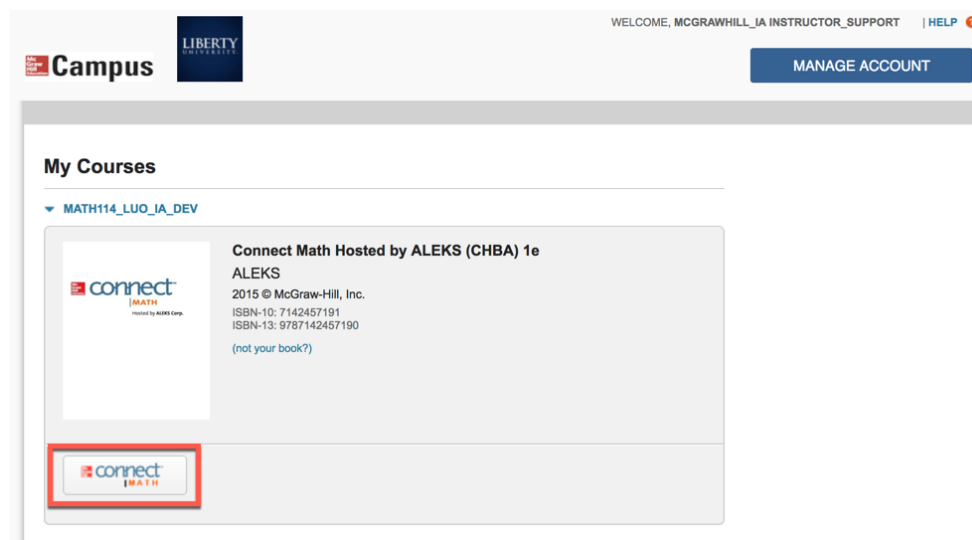 WELCOME, MCGRAWHILL_IA INSTRUCTOR_SUPPORT | HELP
Mc Graw Hill Education Campus
LIBERTY
UNIVERSITY
MANAGE ACCOUNT
My Courses
MATH114_LUO_IA_DEV
connect
MATH
Hosted by ALEKS Corp.
Connect Math Hosted by ALEKS (CHBA) 1e
ALEKS
2015 © McGraw-Hill, Inc.
ISBN-10: 7142457191
ISBN-13: 9787142457190
(not your book?)
connect
MATH